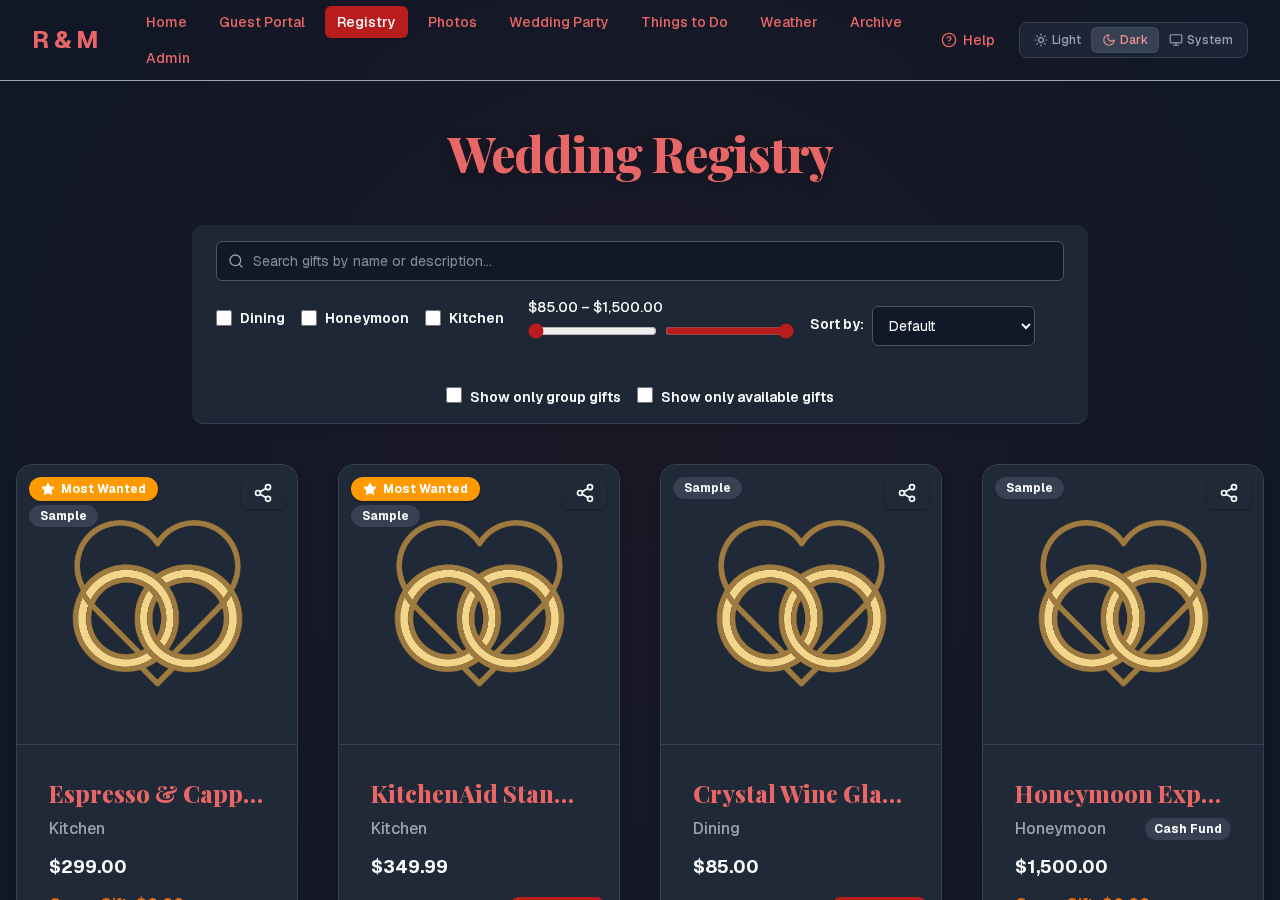 R & M
Home Guest Portal Registry Photos Wedding Party Things to Do Weather Archive
Admin
Help
Light Dark System
Wedding Registry
Search gifts by name or description...
Dining Honeymoon Kitchen
$85.00 – $1,500.00
Sort by: Default
Show only group gifts Show only available gifts
Most Wanted
Sample
Espresso & Capp...
Kitchen
$299.00
Most Wanted
Sample
KitchenAid Stan...
Kitchen
$349.99
Sample
Crystal Wine Gla...
Dining
$85.00
Sample
Honeymoon Exp...
Honeymoon Cash Fund
$1,500.00